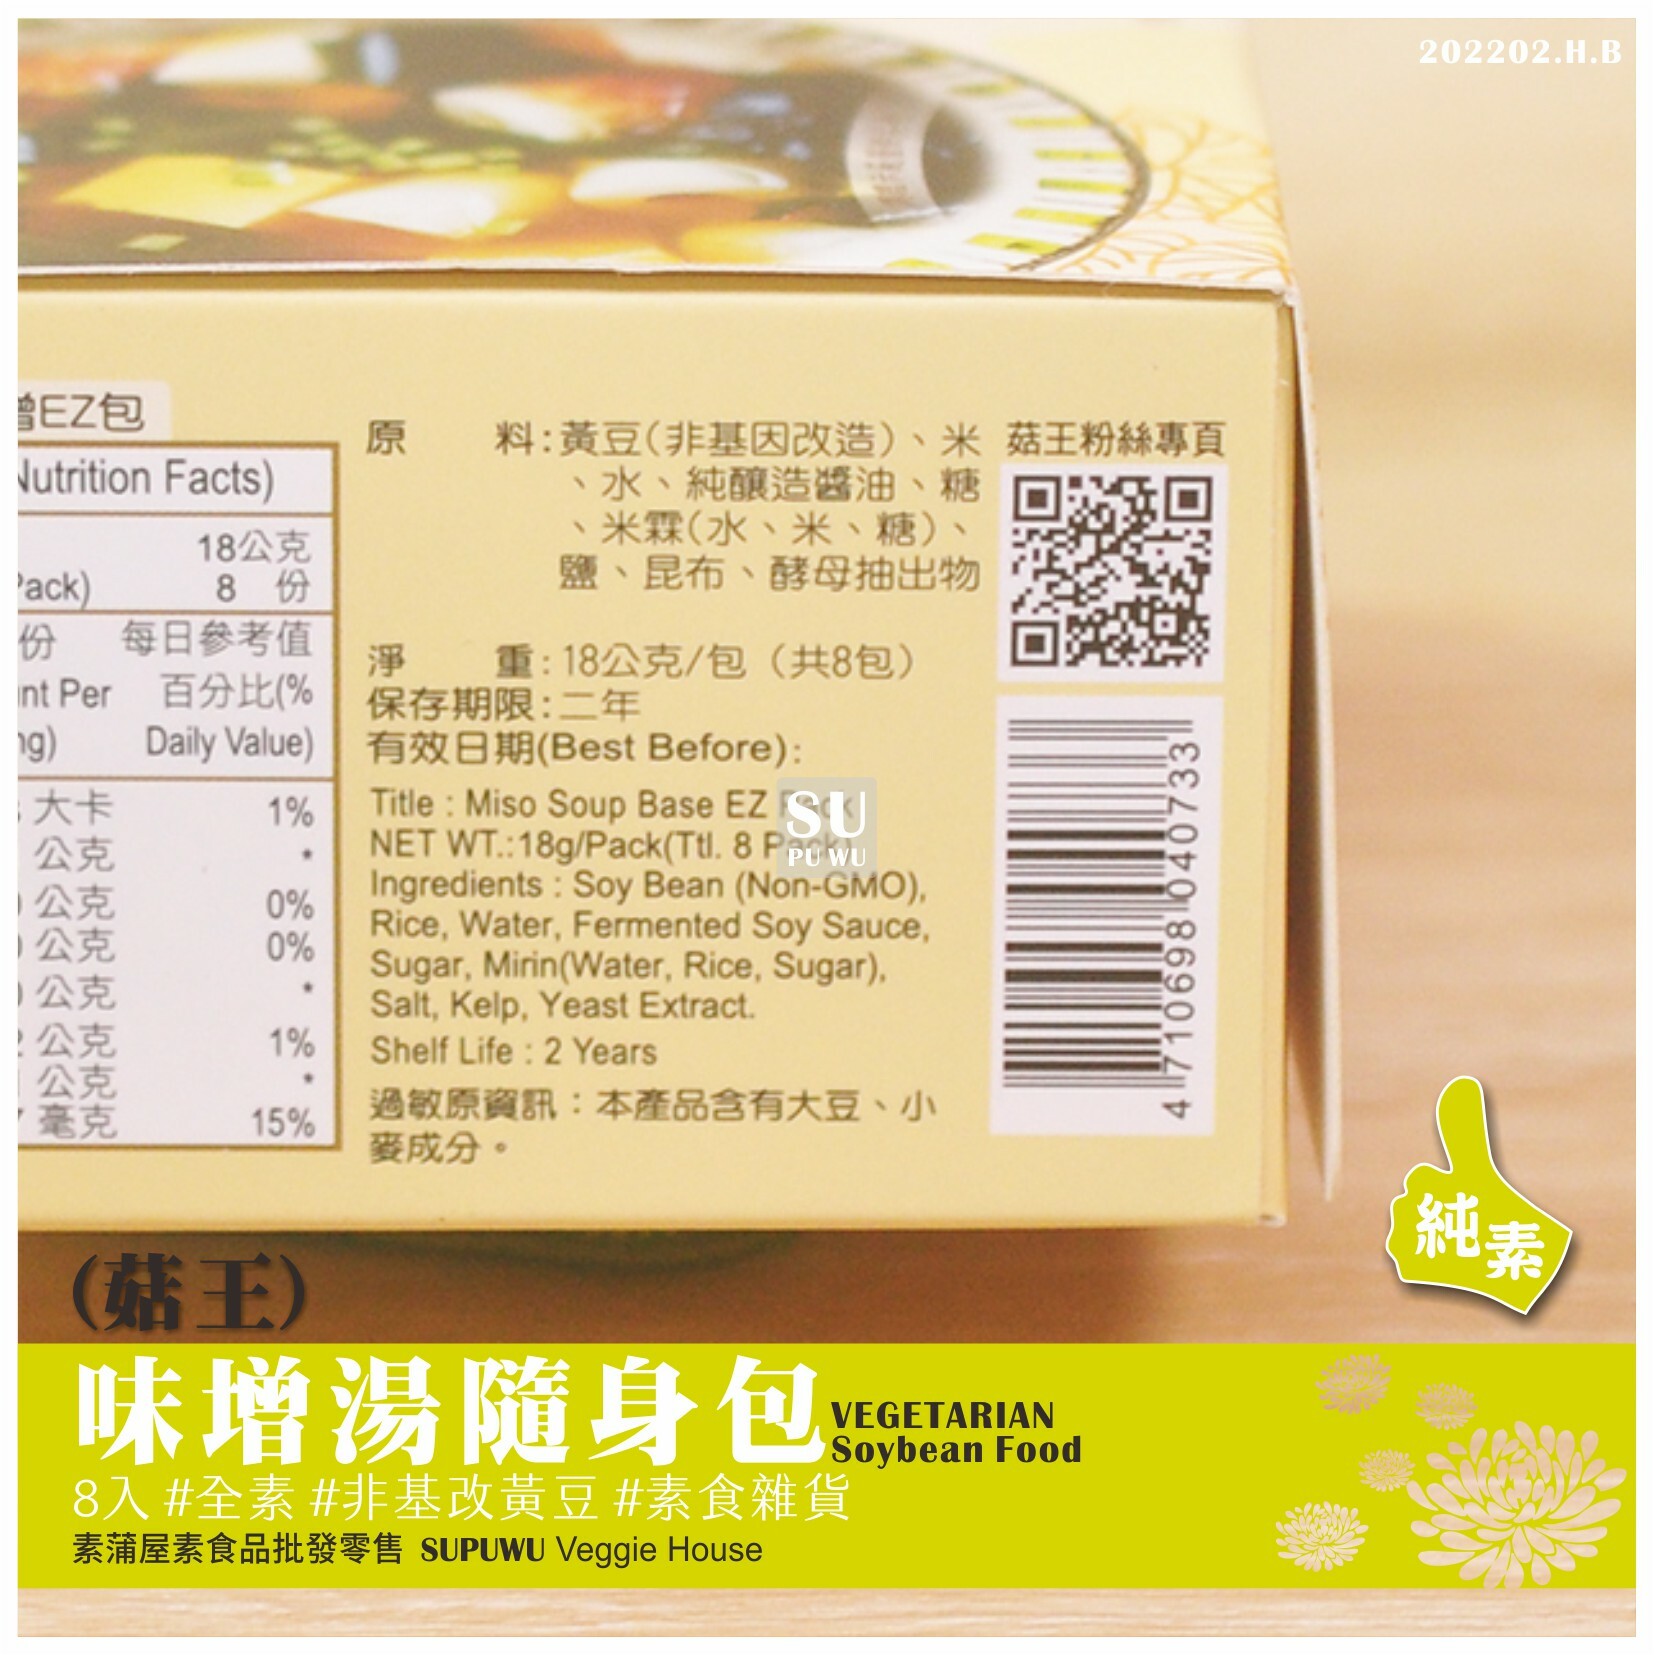 202202.H.B
增EZ包
Nutrition Facts)
18公克
Pack)
8 份
份 每日參考值
nt Per 百分比(%
ng) Daily Value)
大卡 1%
公克 *
公克 0%
公克 0%
公克 *
公克 1%
公克 *
毫克 15%
原 料:黃豆(非基因改造)、米
、水、純釀造醬油、糖
、米霖(水、米、糖)、
鹽、昆布、酵母抽出物
淨 重:18公克/包(共8包)
保存期限:二年
有效日期(Best Before):
Title : Miso Soup Base EZ Pack
NET WT.:18g/Pack(Ttl. 8 Pack)
Ingredients : Soy Bean (Non-GMO),
Rice, Water, Fermented Soy Sauce,
Sugar, Mirin(Water, Rice, Sugar),
Salt, Kelp, Yeast Extract.
Shelf Life : 2 Years
過敏原資訊:本產品含有大豆、小
麥成分。
菇王粉絲專頁
4 710698 040733
SU
PU WU
純素
(菇王)
味增湯隨身包
VEGETARIAN
Soybean Food
8入 #全素 #非基改黃豆 #素食雜貨
素蒲屋素食品批發零售 SUPUWU Veggie House